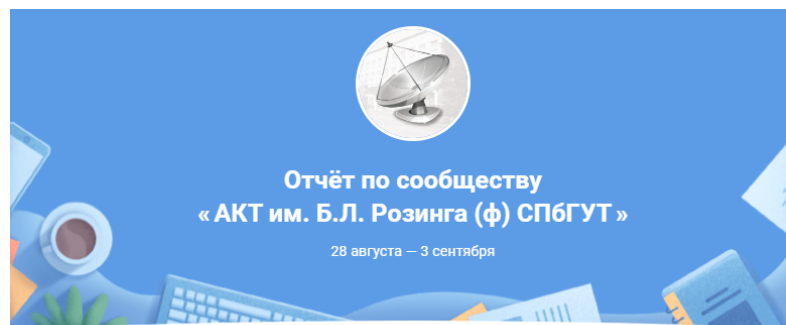 Отчёт по сообществу
« АКТ им. Б.Л. Розинга (ф) СПбГУТ »
28 августа — 3 сентября